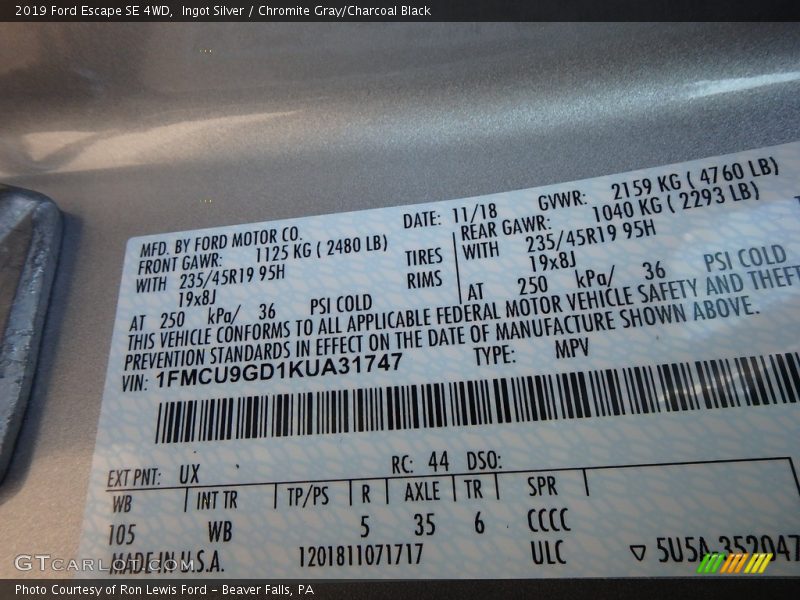 2019 Ford Escape SE 4WD, Ingot Silver / Chromite Gray/Charcoal Black
MFD. BY FORD MOTOR CO.
DATE: 11/18 GVWR: 2159 KG ( 4760 LB)
FRONT GAWR: 1125 KG ( 2480 LB)
REAR GAWR: 1040 KG ( 2293 LB)
WITH 235/45R19 95H TIRES WITH 235/45R19 95H
19x8J RIMS 19x8J
AT 250 kPa/ 36 PSI COLD AT 250 kPa/ 36 PSI COLD
THIS VEHICLE CONFORMS TO ALL APPLICABLE FEDERAL MOTOR VEHICLE SAFETY AND THEFT
PREVENTION STANDARDS IN EFFECT ON THE DATE OF MANUFACTURE SHOWN ABOVE.
VIN: 1FMCU9GD1KUA31747 TYPE: MPV
EXT PNT: UX RC: 44 DSO:
WB INT TR TP/PS R AXLE TR SPR
105 WB 5 35 6 CCCC
MADE IN U.S.A. 1201811071717 ULC 5U5A-352047
GTCarLot.com
Photo Courtesy of Ron Lewis Ford - Beaver Falls, PA